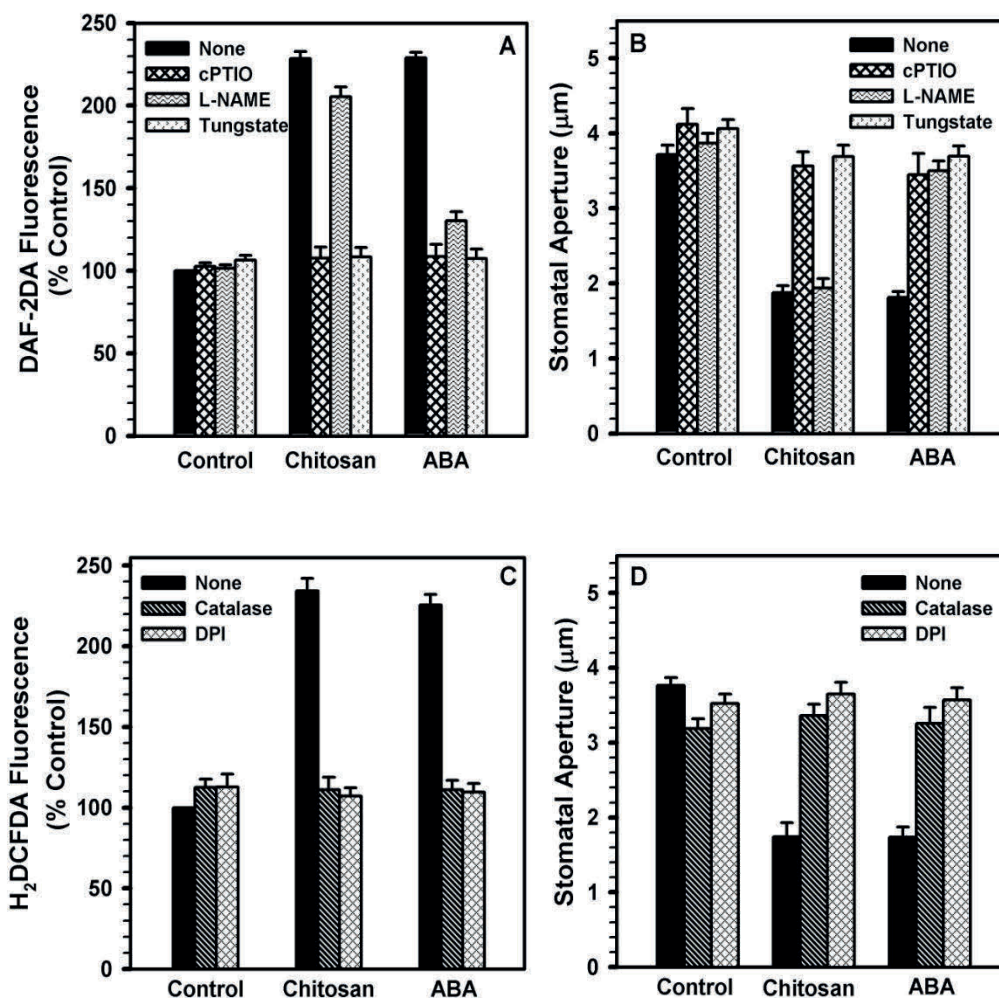 A
DAF-2DA Fluorescence
(% Control)
250
200
150
100
50
0
None
cPTIO
L-NAME
Tungstate
Control Chitosan ABA
B
Stomatal Aperture (μm)
5
4
3
2
1
0
None
cPTIO
L-NAME
Tungstate
Control Chitosan ABA
C
H₂DCFDA Fluorescence
(% Control)
250
200
150
100
50
0
None
Catalase
DPI
Control Chitosan ABA
D
Stomatal Aperture (μm)
5
4
3
2
1
0
None
Catalase
DPI
Control Chitosan ABA